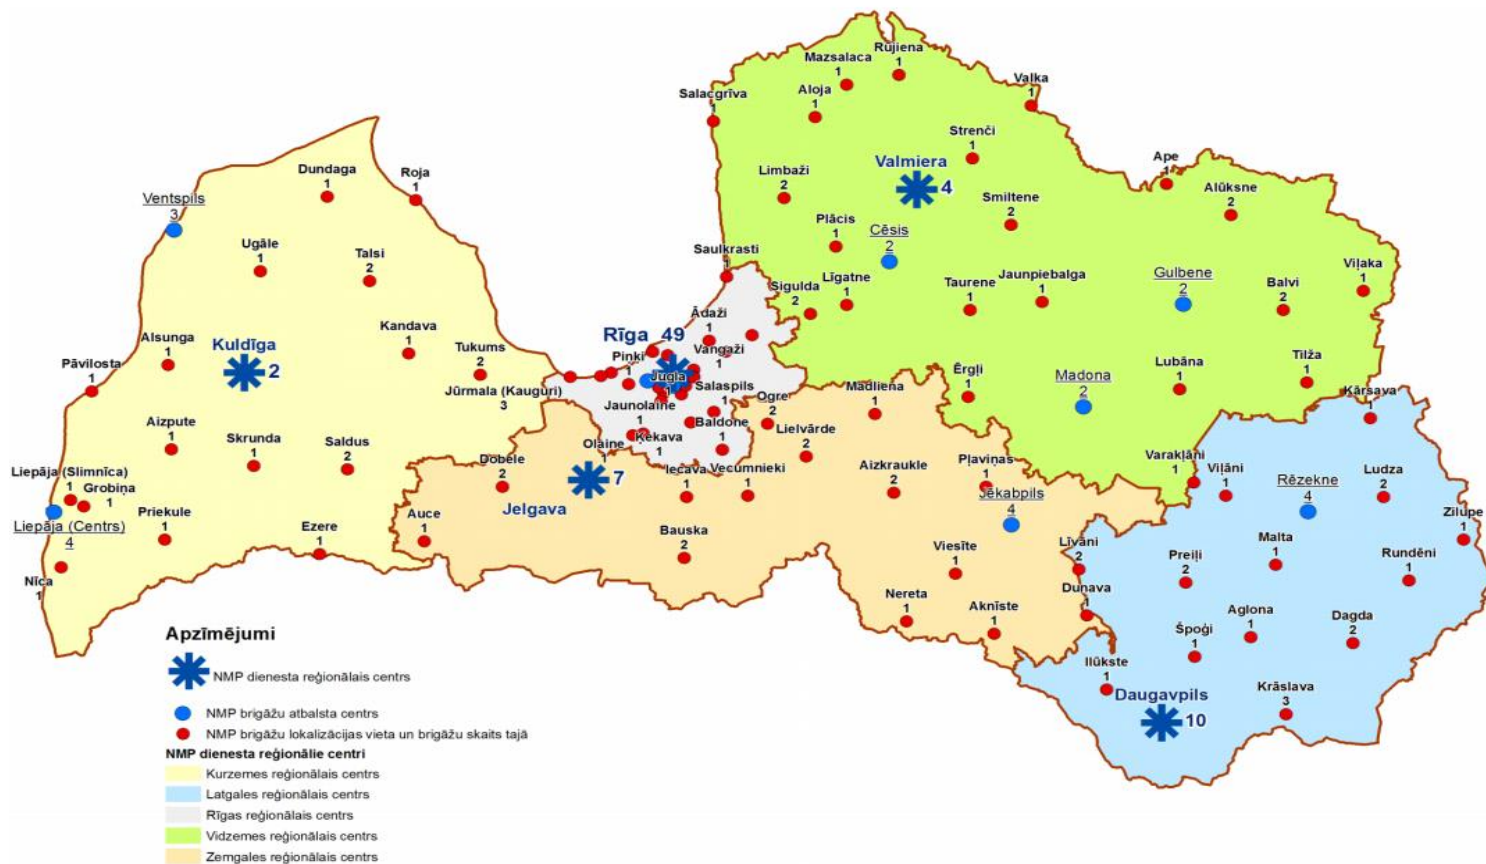 Rūjiena
1
Mazsalaca
1
Valka
1
Aloja
1
Salacgrīva
1
Strenči
1
Valmiera
4
Ape
1
Alūksne
2
Limbaži
2
Smiltene
2
Plācis
1
Cēsis
2
Saulkrasti
1
Sigulda
2
Līgatne
1
Taurene
1
Jaunpiebalga
1
Gulbene
2
Balvi
2
Viļaka
1
Ērgļi
1
Madona
2
Lubāna
1
Tilža
1
Varakļāni
1
Dundaga
1
Roja
1
Ventspils
3
Ugāle
1
Talsi
2
Alsunga
1
Kuldīga
2
Kandava
1
Tukums
2
Pāvilosta
1
Jūrmala (Kauguri)
3
Aizpute
1
Skrunda
1
Saldus
2
Liepāja (Slimnīca)
1
Grobiņa
1
Liepāja (Centrs)
4
Priekule
1
Ezere
1
Nīca
1
Rīga 49
Ādaži
1
Piņķi
1
Vangaži
1
Jugla
1
Salaspils
1
Jaunolaine
1
Baldone
1
Olaine
1
Ķekava
1
Ogre
2
Madliena
1
Lielvārde
2
Dobele
2
7
Jelgava
Iecava
1
Vecumnieki
1
Aizkraukle
2
Pļaviņas
1
Jēkabpils
4
Auce
1
Bauska
2
Viesīte
1
Nereta
1
Aknīste
1
Līvāni
2
Dunava
1
Kārsava
1
Viļāni
1
Rēzekne
4
Ludza
2
Zilupe
1
Preiļi
2
Malta
1
Rundēni
1
Aglona
1
Dagda
2
Špoģi
1
Ilūkste
1
Daugavpils
10
Krāslava
3
Apzīmējumi
NMP dienesta reģionālais centrs
NMP brigāžu atbalsta centrs
NMP brigāžu lokalizācijas vieta un brigāžu skaits tajā
NMP dienesta reģionālie centri
Kurzemes reģionālais centrs
Latgales reģionālais centrs
Rīgas reģionālais centrs
Vidzemes reģionālais centrs
Zemgales reģionālais centrs